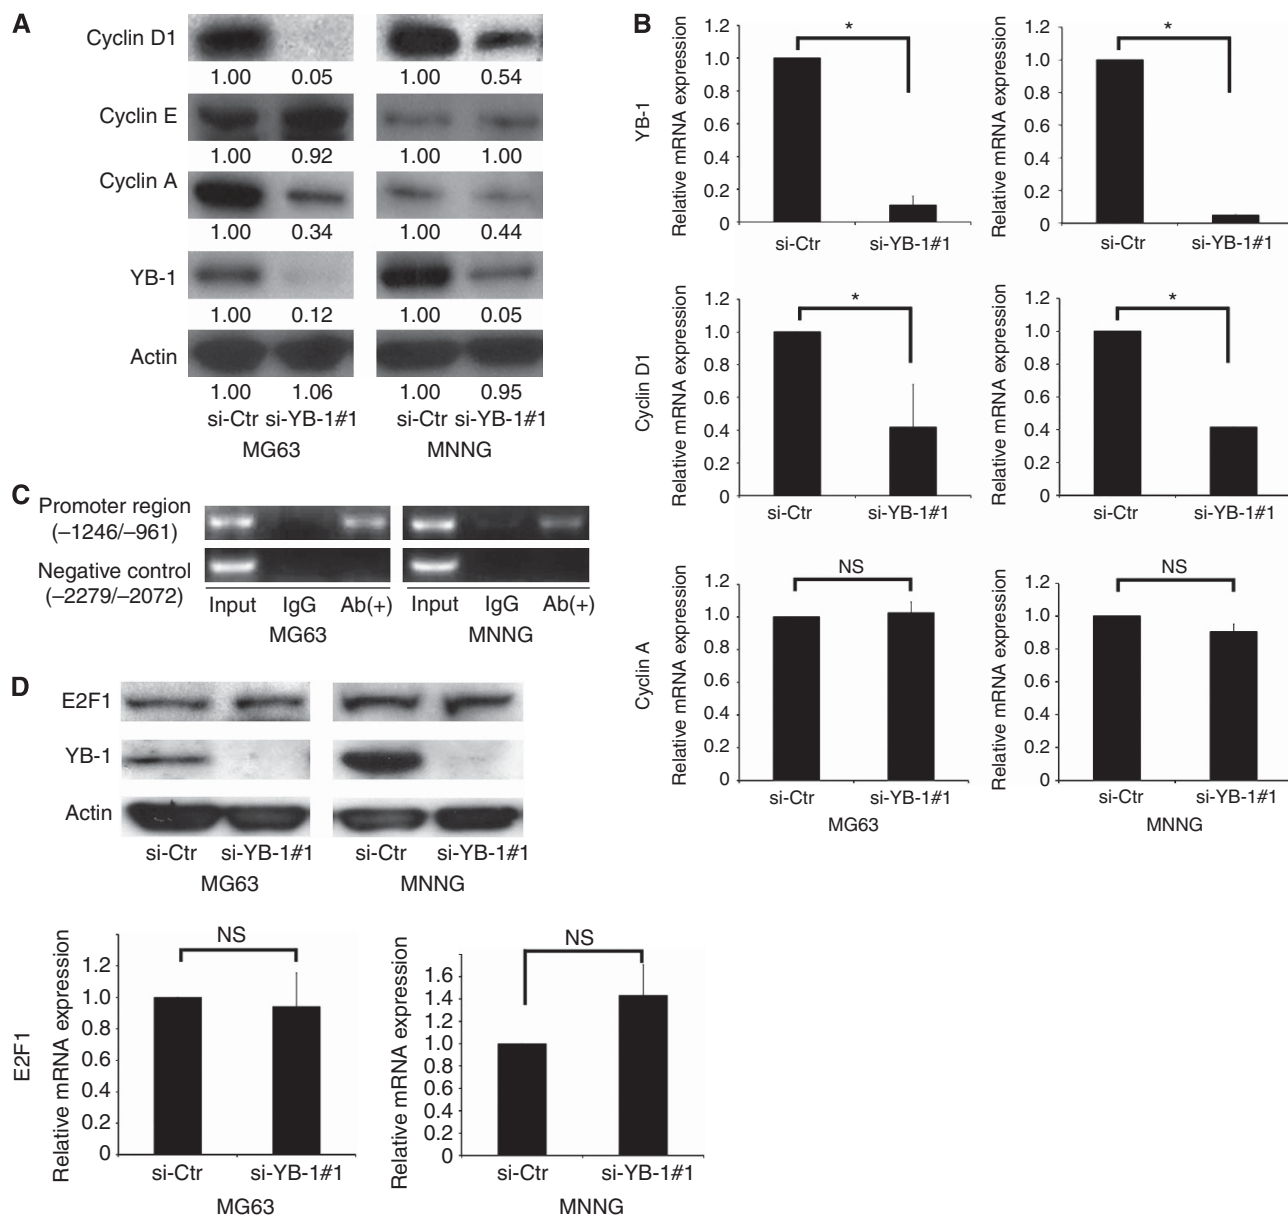 A
Cyclin D1
1.00 0.05 1.00 0.54
Cyclin E
1.00 0.92 1.00 1.00
Cyclin A
1.00 0.34 1.00 0.44
YB-1
1.00 0.12 1.00 0.05
Actin
1.00 1.06 1.00 0.95
si-Ctr si-YB-1#1 si-Ctr si-YB-1#1
MG63 MNNG
B
YB-1
Relative mRNA expression
1.2
1.0
0.8
0.6
0.4
0.2
0
*
si-Ctr si-YB-1#1
Relative mRNA expression
1.2
1.0
0.8
0.6
0.4
0.2
0
*
si-Ctr si-YB-1#1
Cyclin D1
Relative mRNA expression
1.2
1.0
0.8
0.6
0.4
0.2
0
*
si-Ctr si-YB-1#1
Relative mRNA expression
1.2
1.0
0.8
0.6
0.4
0.2
0
*
si-Ctr si-YB-1#1
Cyclin A
Relative mRNA expression
1.2
1.0
0.8
0.6
0.4
0.2
0
NS
si-Ctr si-YB-1#1
MG63
Relative mRNA expression
1.2
1.0
0.8
0.6
0.4
0.2
0
NS
si-Ctr si-YB-1#1
MNNG
C
Promoter region
(–1246/–961)
Negative control
(–2279/–2072)
Input IgG Ab(+) Input IgG Ab(+)
MG63 MNNG
D
E2F1
YB-1
Actin
si-Ctr si-YB-1#1 si-Ctr si-YB-1#1
MG63 MNNG
E2F1
Relative mRNA expression
1.2
1.0
0.8
0.6
0.4
0.2
0
NS
si-Ctr si-YB-1#1
MG63
Relative mRNA expression
1.6
1.4
1.2
1.0
0.8
0.6
0.4
0.2
0
NS
si-Ctr si-YB-1#1
MNNG